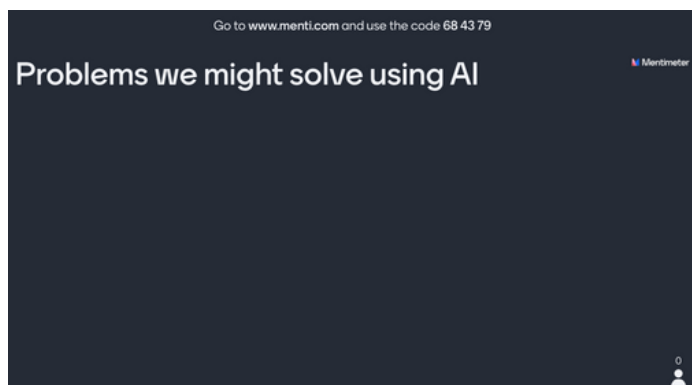 Go to www.menti.com and use the code 68 43 79
Problems we might solve using AI
Mentimeter
0